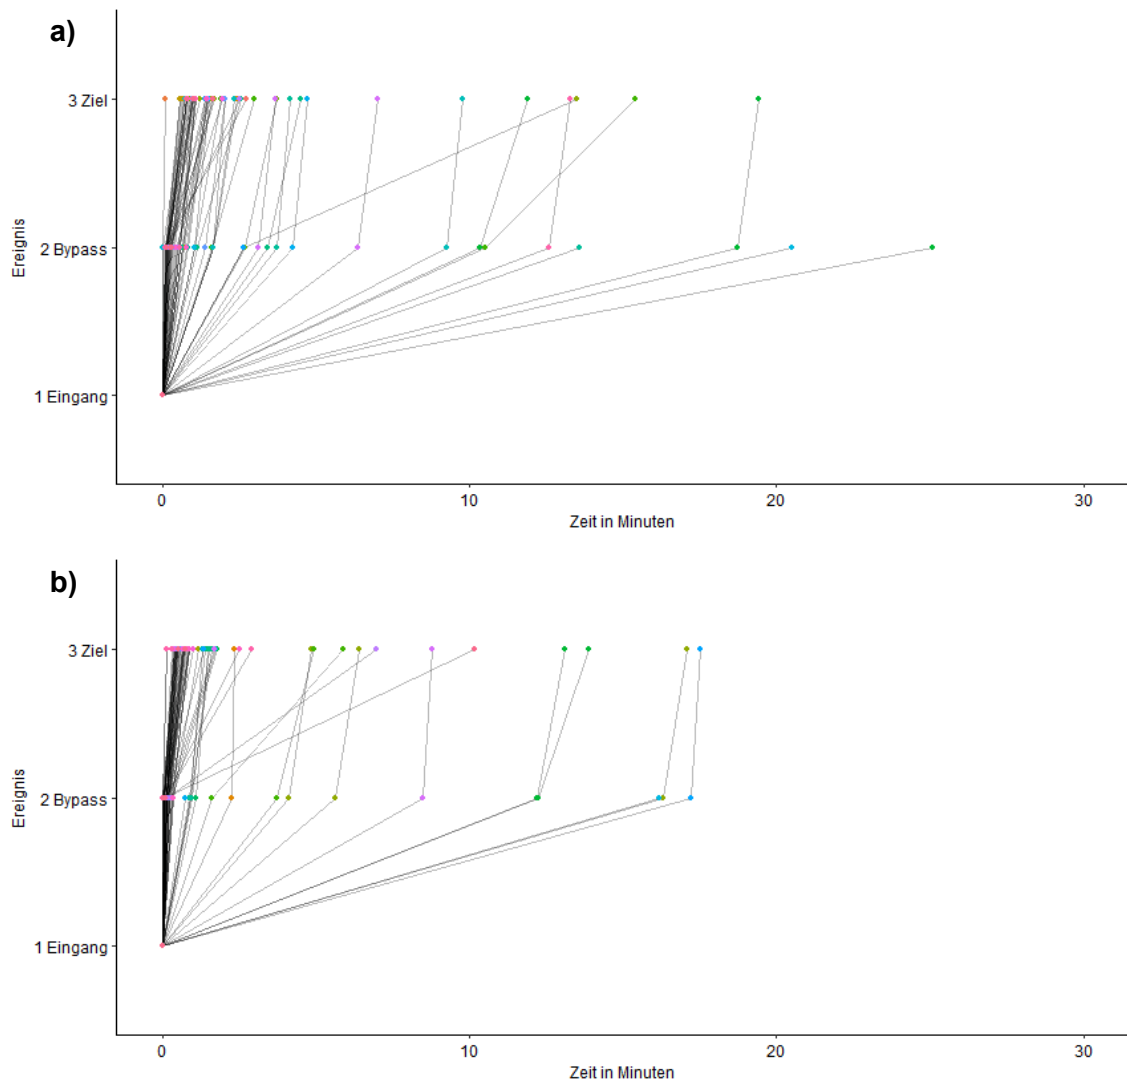 a)
3 Ziel
2 Bypass
1 Eingang
Ereignis
0 10 20 30
Zeit in Minuten
b)
3 Ziel
2 Bypass
1 Eingang
Ereignis
0 10 20 30
Zeit in Minuten